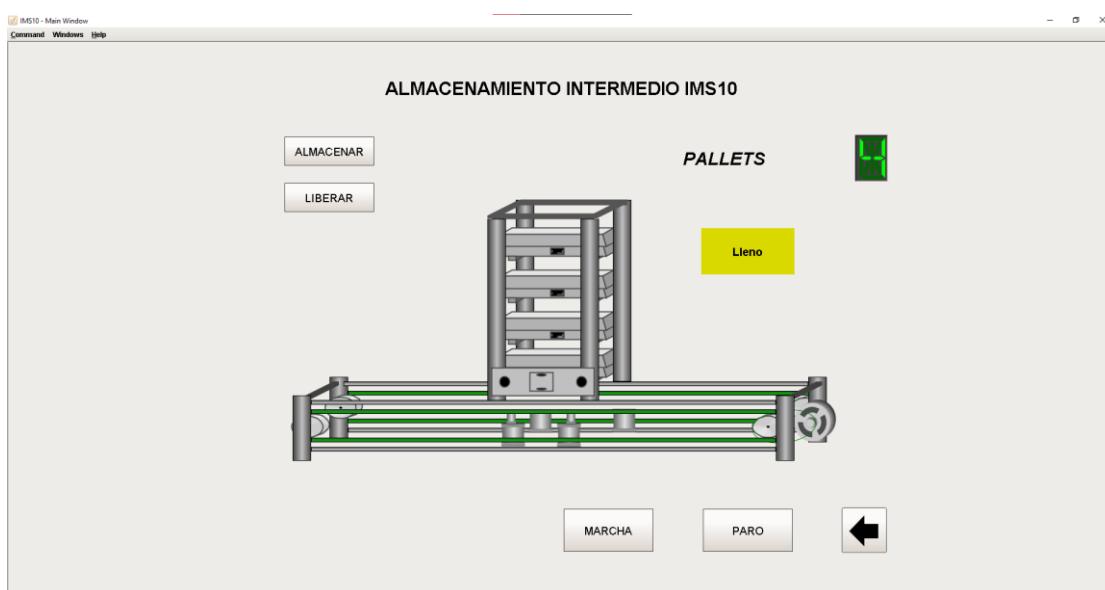 IMS10 - Main Window
Command Windows Help
ALMACENAMIENTO INTERMEDIO IMS10
ALMACENAR
PALLETS
4
LIBERAR
Lleno
MARCHA
PARO